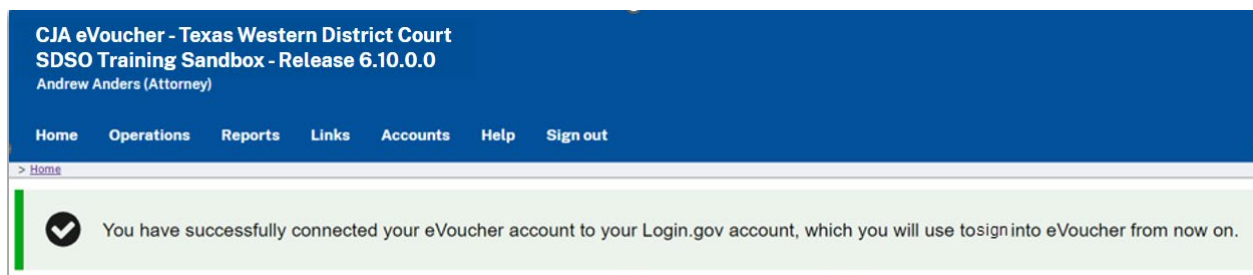 CJA eVoucher - Texas Western District Court
SDSO Training Sandbox - Release 6.10.0.0
Andrew Anders (Attorney)
Home Operations Reports Links Accounts Help Sign out
> Home
You have successfully connected your eVoucher account to your Login.gov account, which you will use tosign into eVoucher from now on.